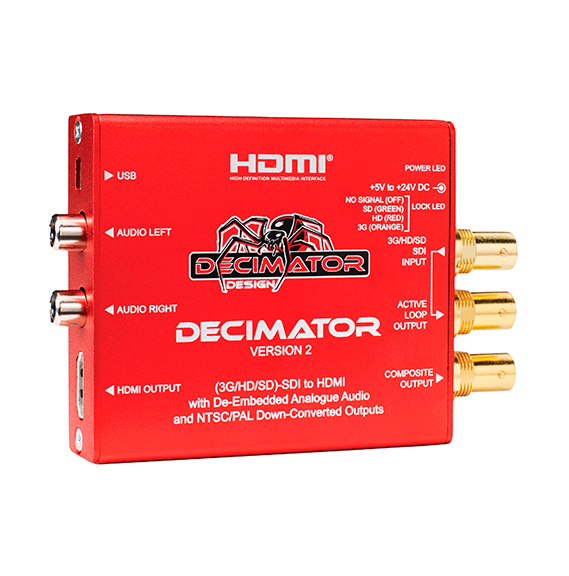 HDMI®
HIGH-DEFINITION MULTIMEDIA INTERFACE
POWER LED
USB
+5V to +24V DC
NO SIGNAL (OFF)
SD (GREEN)
HD (RED)
3G (ORANGE)
LOCK LED
AUDIO LEFT
3G/HD/SD
SDI
INPUT
DECIMATOR
DESIGN
AUDIO RIGHT
ACTIVE
LOOP
OUTPUT
DECIMATOR
VERSION 2
HDMI OUTPUT
COMPOSITE
OUTPUT
(3G/HD/SD)-SDI to HDMI
with De-Embedded Analogue Audio
and NTSC/PAL Down-Converted Outputs